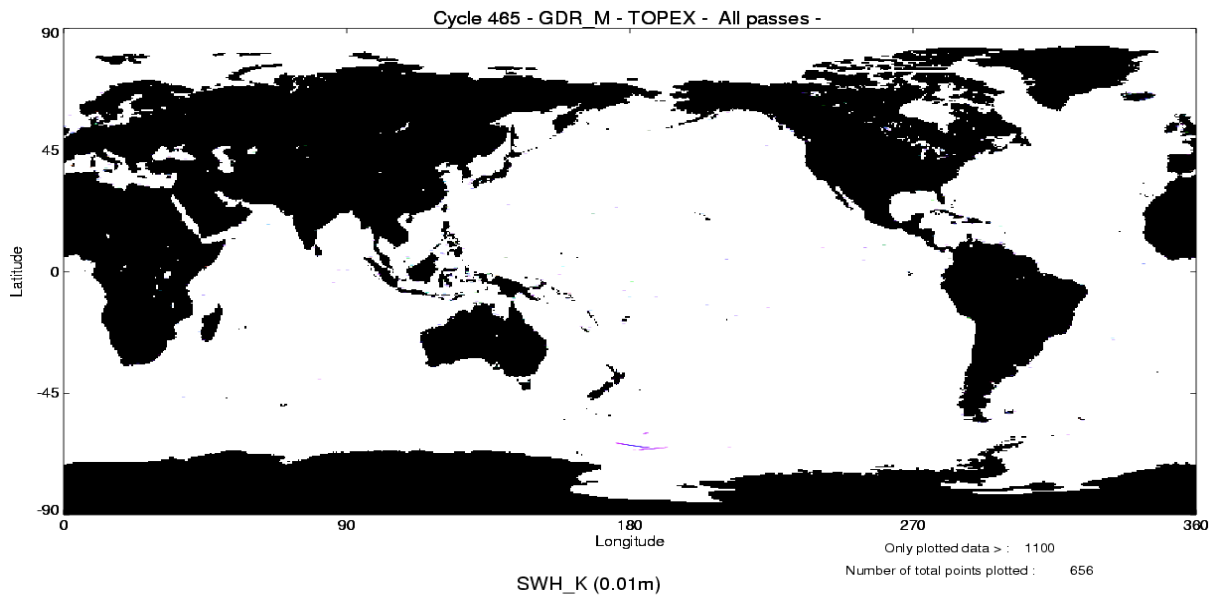 Cycle 465 - GDR_M - TOPEX - All passes -
90
45
0
-45
-90
Latitude
0
90
180
270
360
Longitude
Only plotted data > : 1100
Number of total points plotted : 656
SWH_K (0.01m)